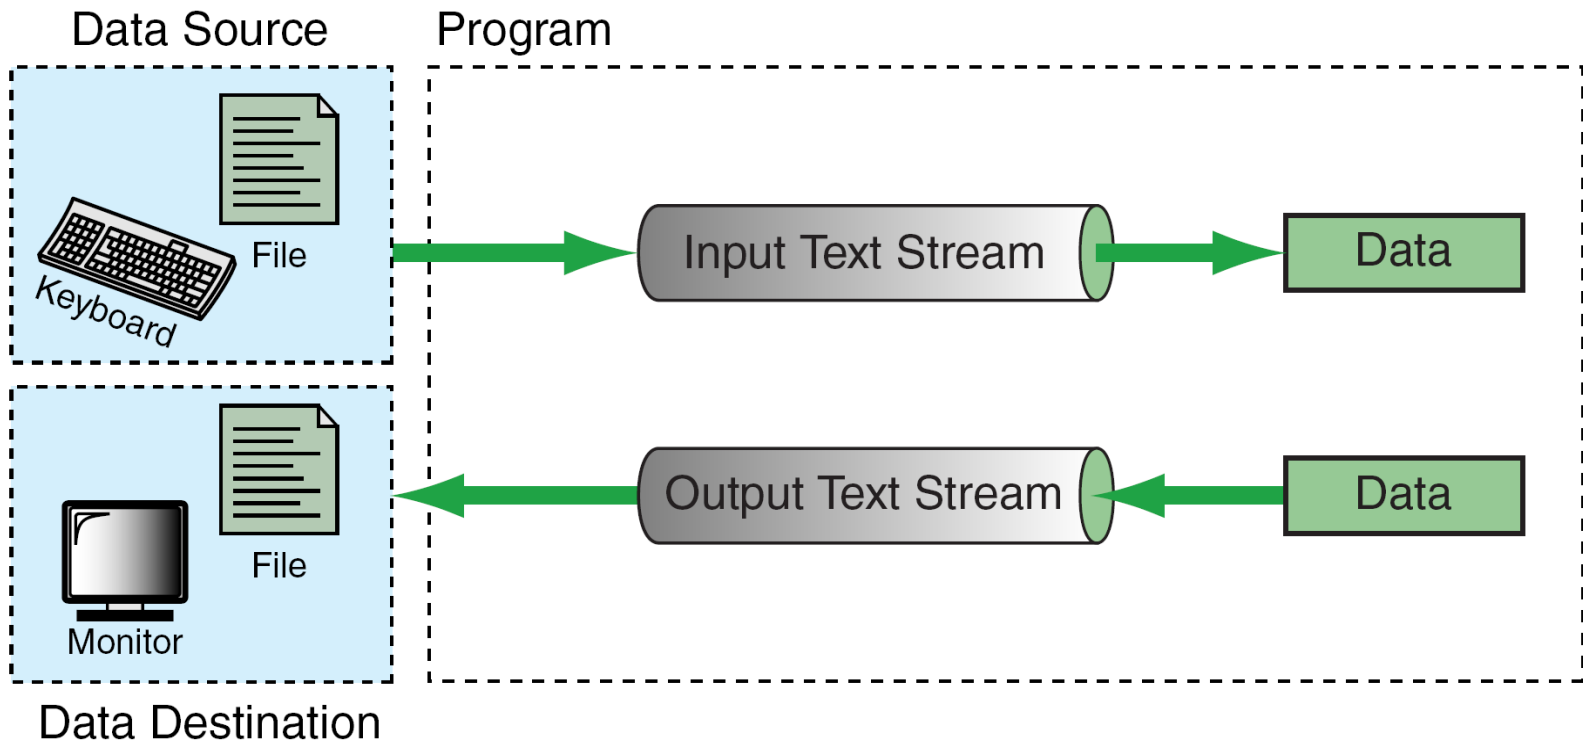 Data Source
Program
File
Keyboard
Input Text Stream
Data
File
Monitor
Output Text Stream
Data
Data Destination